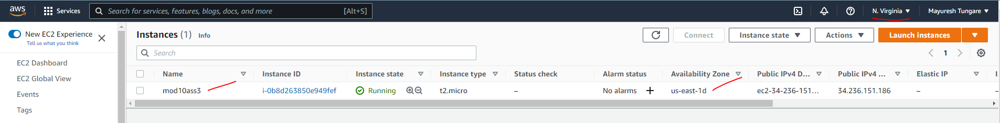 aws Services Search for services, features, blogs, docs, and more [Alt+S] N. Virginia Mayuresh Tungare
New EC2 Experience
Tell us what you think
EC2 Dashboard
EC2 Global View
Events
Tags
Instances (1) Info Connect Instance state Actions Launch instances
Search 1
Name Instance ID Instance state Instance type Status check Alarm status Availability Zone Public IPv4 D... Public IPv4 ... Elastic IP
mod10ass3 i-0b8d263850e949fef Running t2.micro – No alarms + us-east-1d ec2-34-236-151... 34.236.151.186 – –